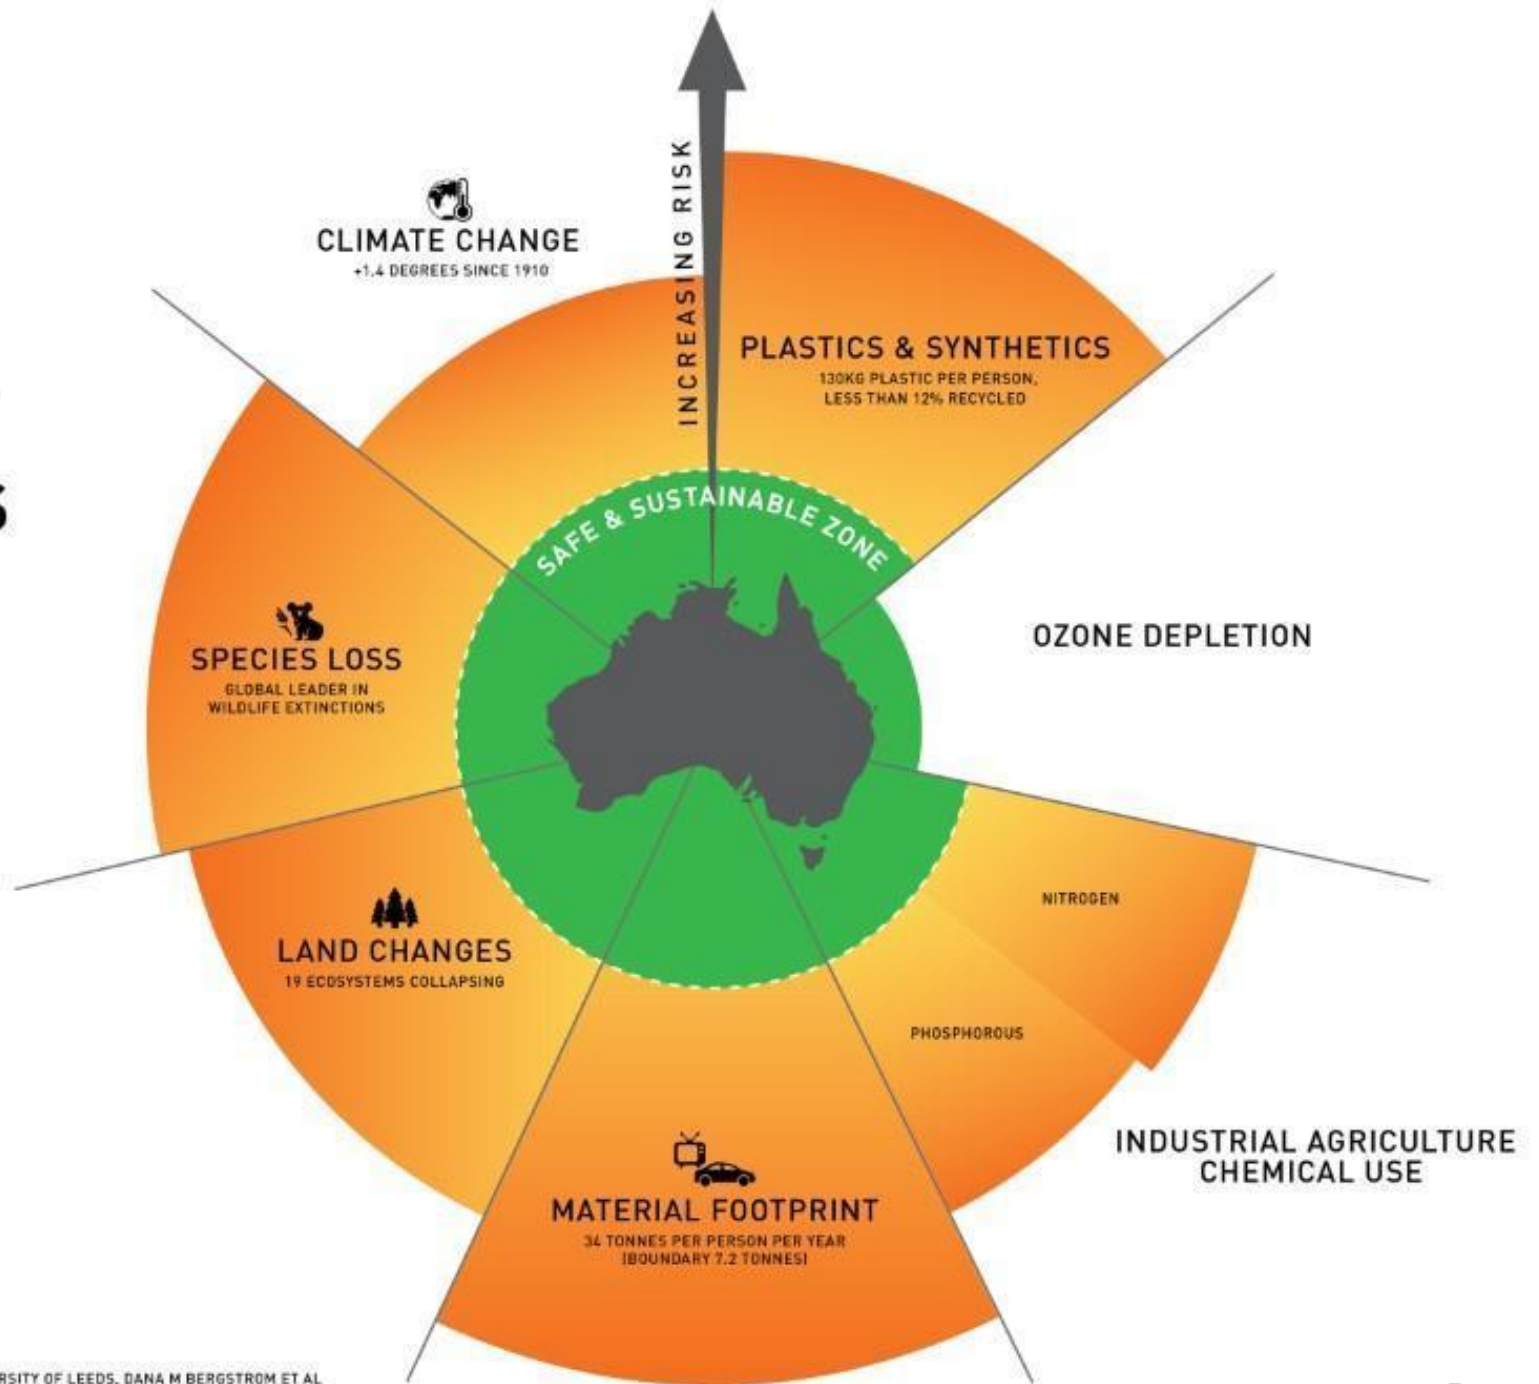 CLIMATE CHANGE
+1.4 DEGREES SINCE 1910
INCREASING RISK
PLASTICS & SYNTHETICS
130KG PLASTIC PER PERSON,
LESS THAN 12% RECYCLED
S
SAFE & SUSTAINABLE ZONE
OZONE DEPLETION
SPECIES LOSS
GLOBAL LEADER IN
WILDLIFE EXTINCTIONS
NITROGEN
LAND CHANGES
19 ECOSYSTEMS COLLAPSING
PHOSPHOROUS
INDUSTRIAL AGRICULTURE
CHEMICAL USE
MATERIAL FOOTPRINT
34 TONNES PER PERSON PER YEAR
(BOUNDARY 7.2 TONNES)
RSITY OF LEEDS, DANA M BERGSTROM ET AL